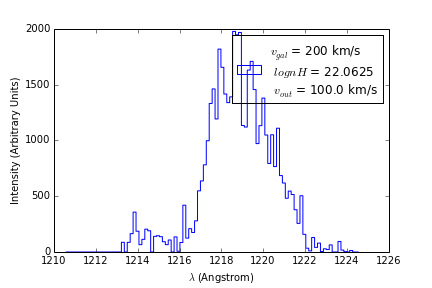 2000
1500
1000
500
0
Intensity (Arbitrary Units)
v_gal = 200 km/s
lognH = 22.0625
v_out = 100.0 km/s
1210 1212 1214 1216 1218 1220 1222 1224 1226
λ (Angstrom)